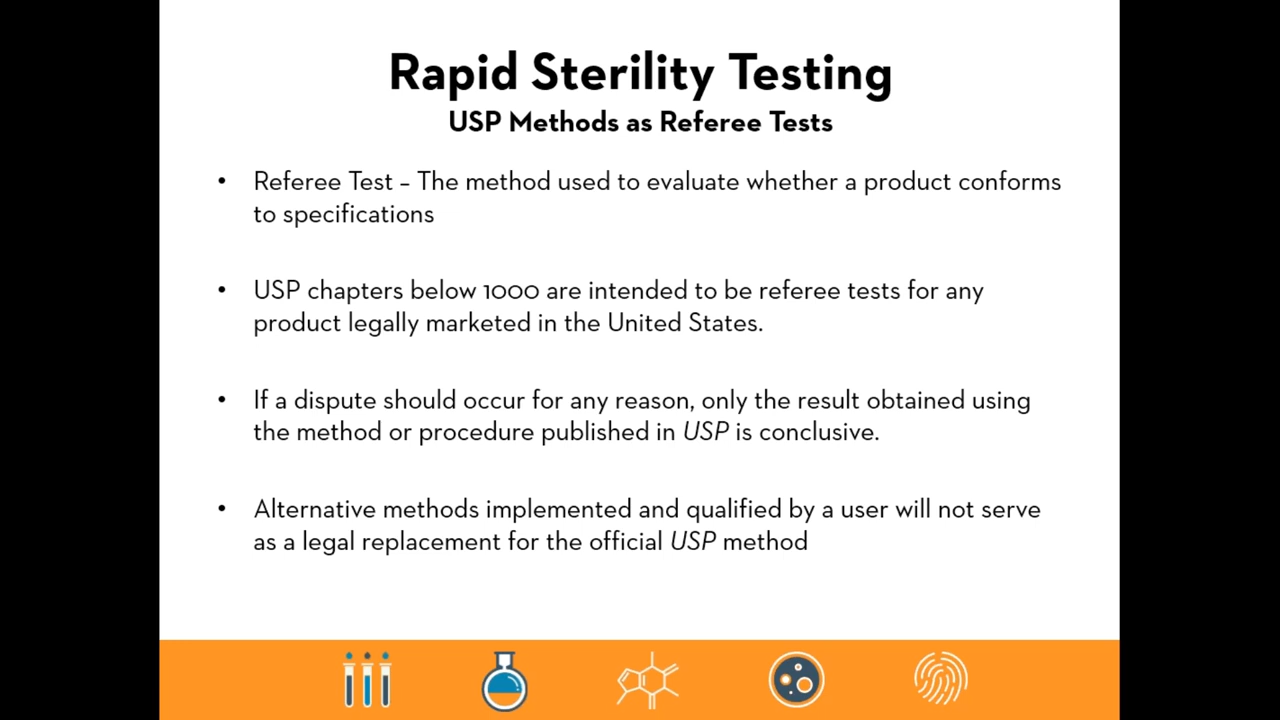 Rapid Sterility Testing
USP Methods as Referee Tests
• Referee Test – The method used to evaluate whether a product conforms
to specifications
• USP chapters below 1000 are intended to be referee tests for any
product legally marketed in the United States.
• If a dispute should occur for any reason, only the result obtained using
the method or procedure published in USP is conclusive.
• Alternative methods implemented and qualified by a user will not serve
as a legal replacement for the official USP method